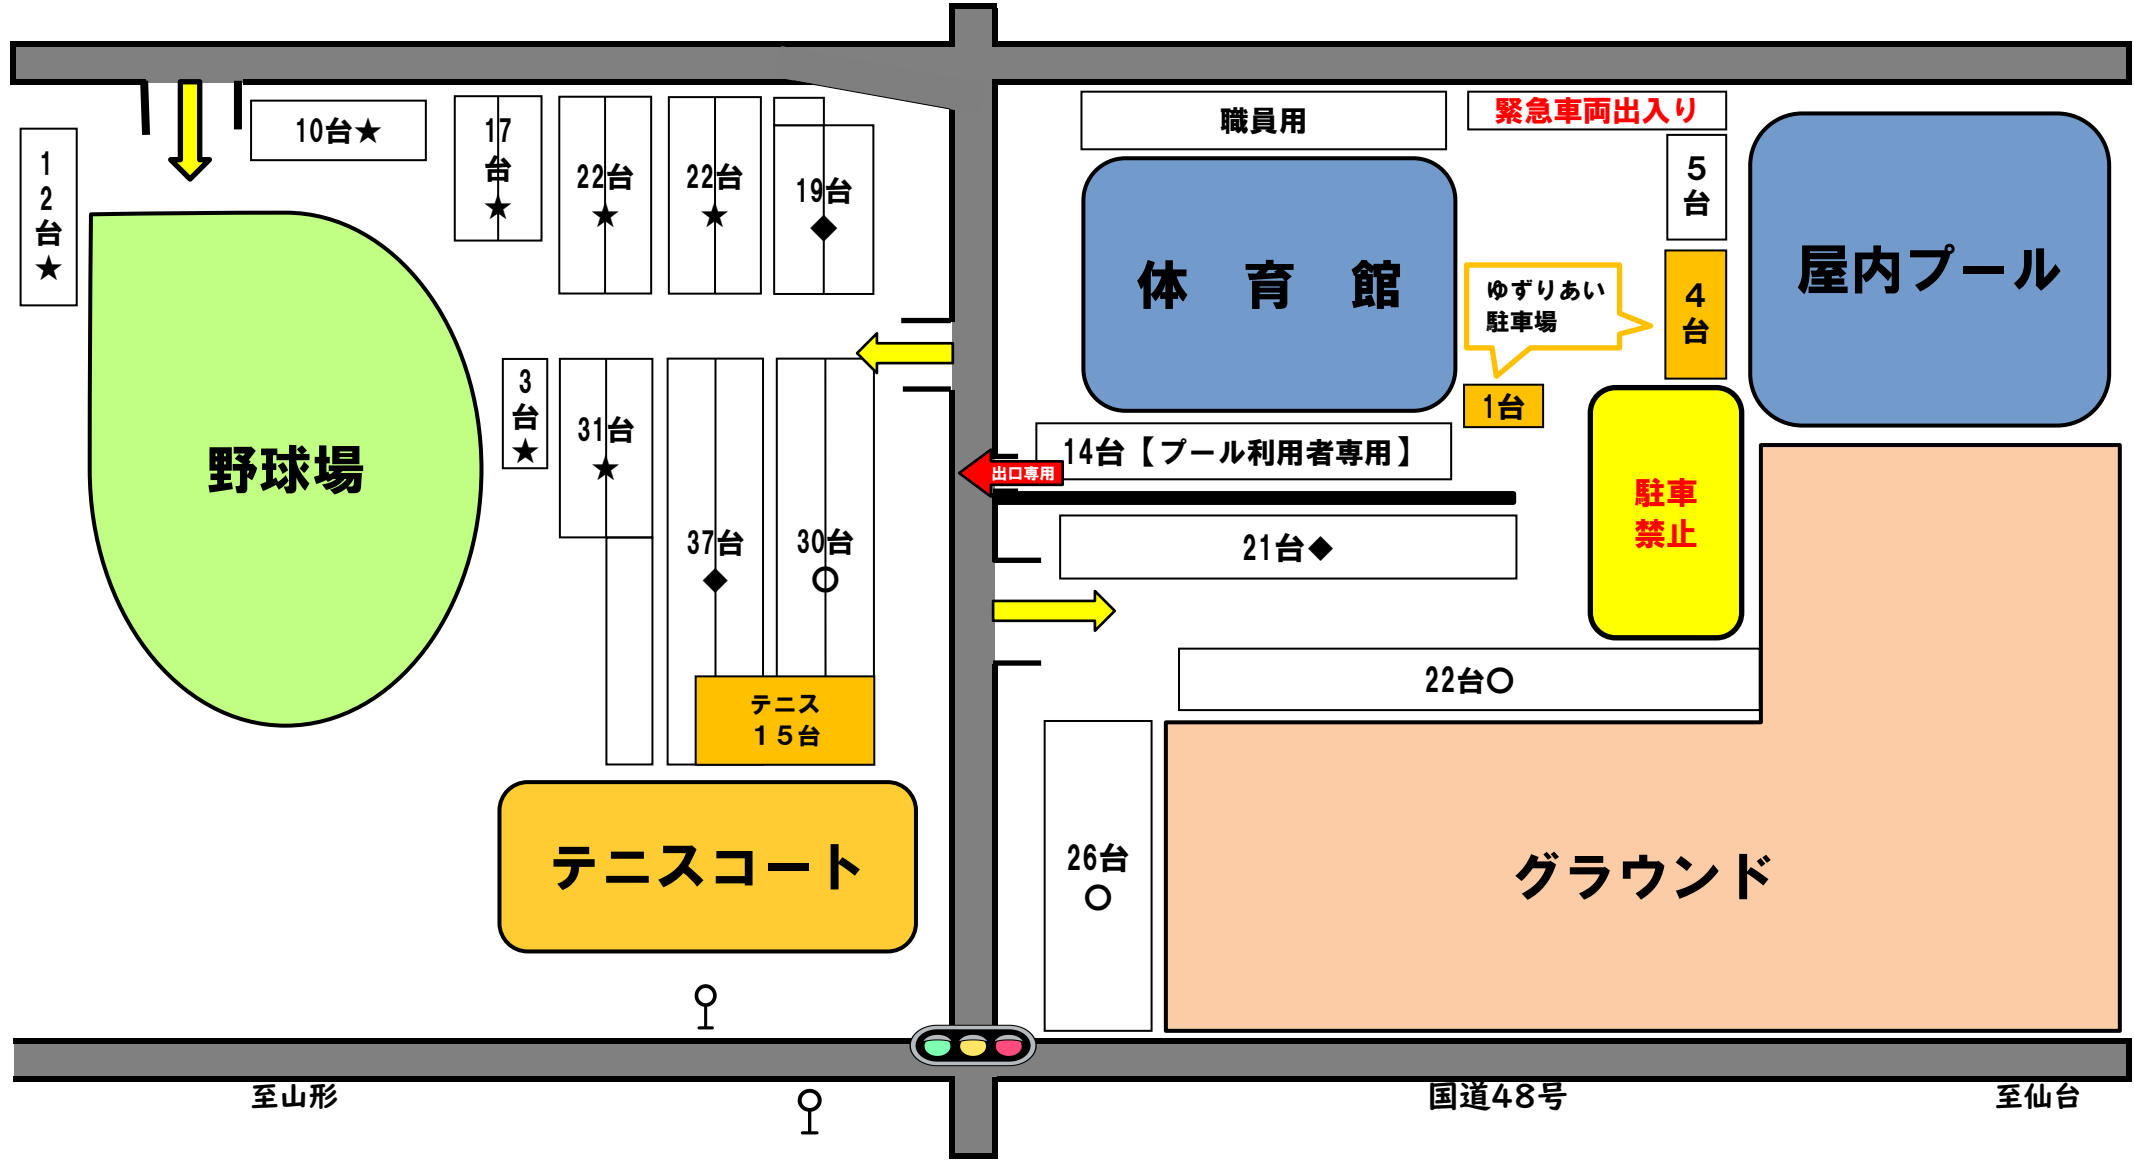 10台★
17
台
★
22台
★
22台
★
19台
◆
1
2
台
★
職員用
緊急車両出入り
5
台
体　育　館
屋内プール
ゆずりあい
駐車場
4
台
1台
3
台
★
31台
★
野球場
14台【プール利用者専用】
出口専用
駐車
禁止
37台
◆
30台
○
21台◆
テニス
１５台
22台○
テニスコート
26台
○
グラウンド
至山形
国道48号
至仙台